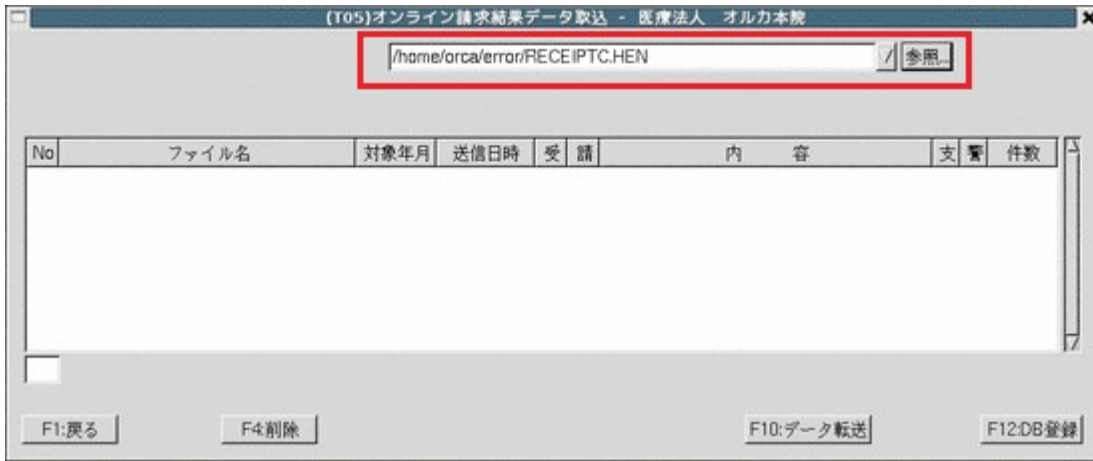 (T05)オンライン請求結果データ取込 - 医療法人 オルカ本院
/home/orca/error/RECEIPTC.HEN 参照...
No ファイル名 対象年月 送信日時 受 請 内 容 支 警 件数
F1:戻る F4:削除 F10:データ転送 F12:DB登録